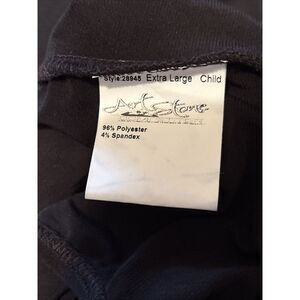 Style 28945 Extra Large Child
Art Stone
96% Polyester
4% Spandex